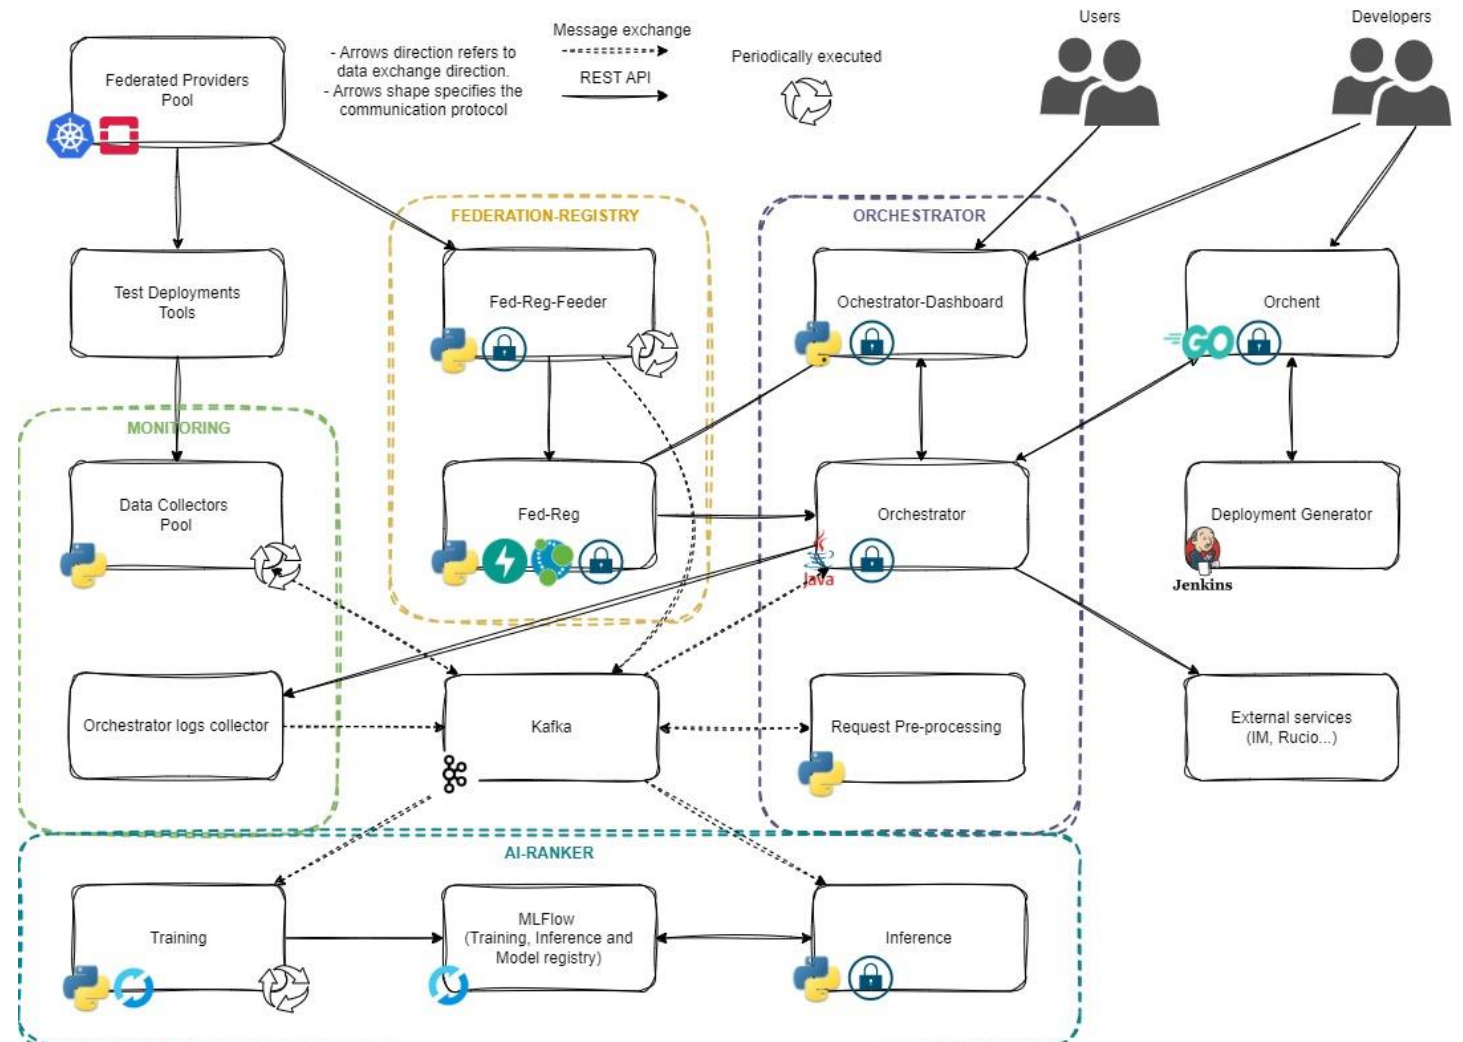 Users
Developers
Message exchange
- Arrows direction refers to
data exchange direction.
- Arrows shape specifies the
communication protocol
REST API
Periodically executed
Federated Providers
Pool
FEDERATION-REGISTRY
ORCHESTRATOR
Test Deployments
Tools
Fed-Reg-Feeder
Ochestrator-Dashboard
Orchent
GO
MONITORING
Data Collectors
Pool
Fed-Reg
Orchestrator
Java
Deployment Generator
Jenkins
Orchestrator logs collector
Kafka
Request Pre-processing
External services
(IM, Rucio...)
AI-RANKER
Training
MLFlow
(Training, Inference and
Model registry)
Inference